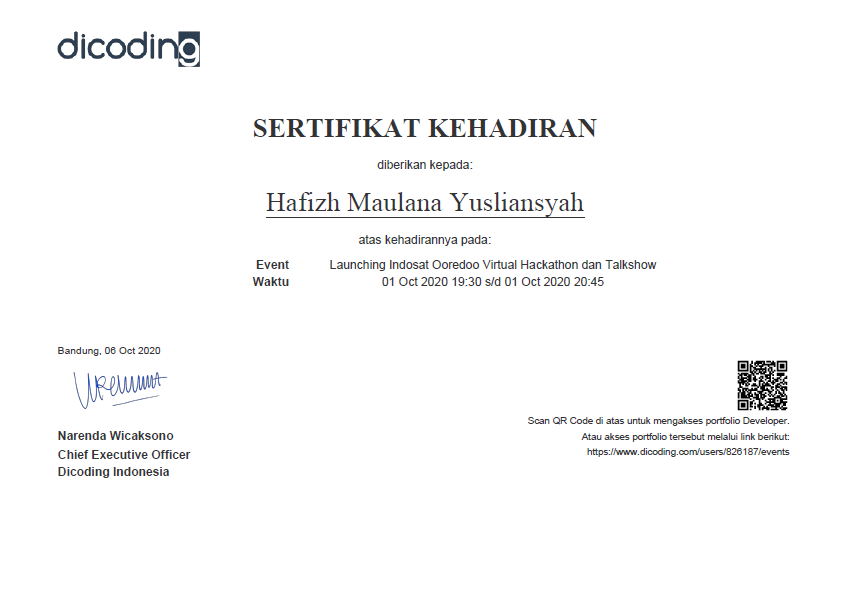 dicoding
SERTIFIKAT KEHADIRAN
diberikan kepada:
Hafizh Maulana Yusliansyah
atas kehadirannya pada:
Event Launching Indosat Ooredoo Virtual Hackathon dan Talkshow
Waktu 01 Oct 2020 19:30 s/d 01 Oct 2020 20:45
Bandung, 06 Oct 2020
Narenda Wicaksono
Chief Executive Officer
Dicoding Indonesia
Scan QR Code di atas untuk mengakses portfolio Developer.
Atau akses portfolio tersebut melalui link berikut:
https://www.dicoding.com/users/826187/events